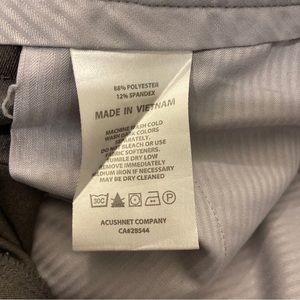 88% POLYESTER
12% SPANDEX
MADE IN VIETNAM
MACHINE WASH COLD
WASH DARK COLORS
SEPARATELY.
DO NOT BLEACH OR USE
FABRIC SOFTENERS.
TUMBLE DRY LOW
REMOVE IMMEDIATELY
MEDIUM IRON IF NECESSARY
MAY BE DRY CLEANED
30C
P
ACUSHNET COMPANY
CA#28544